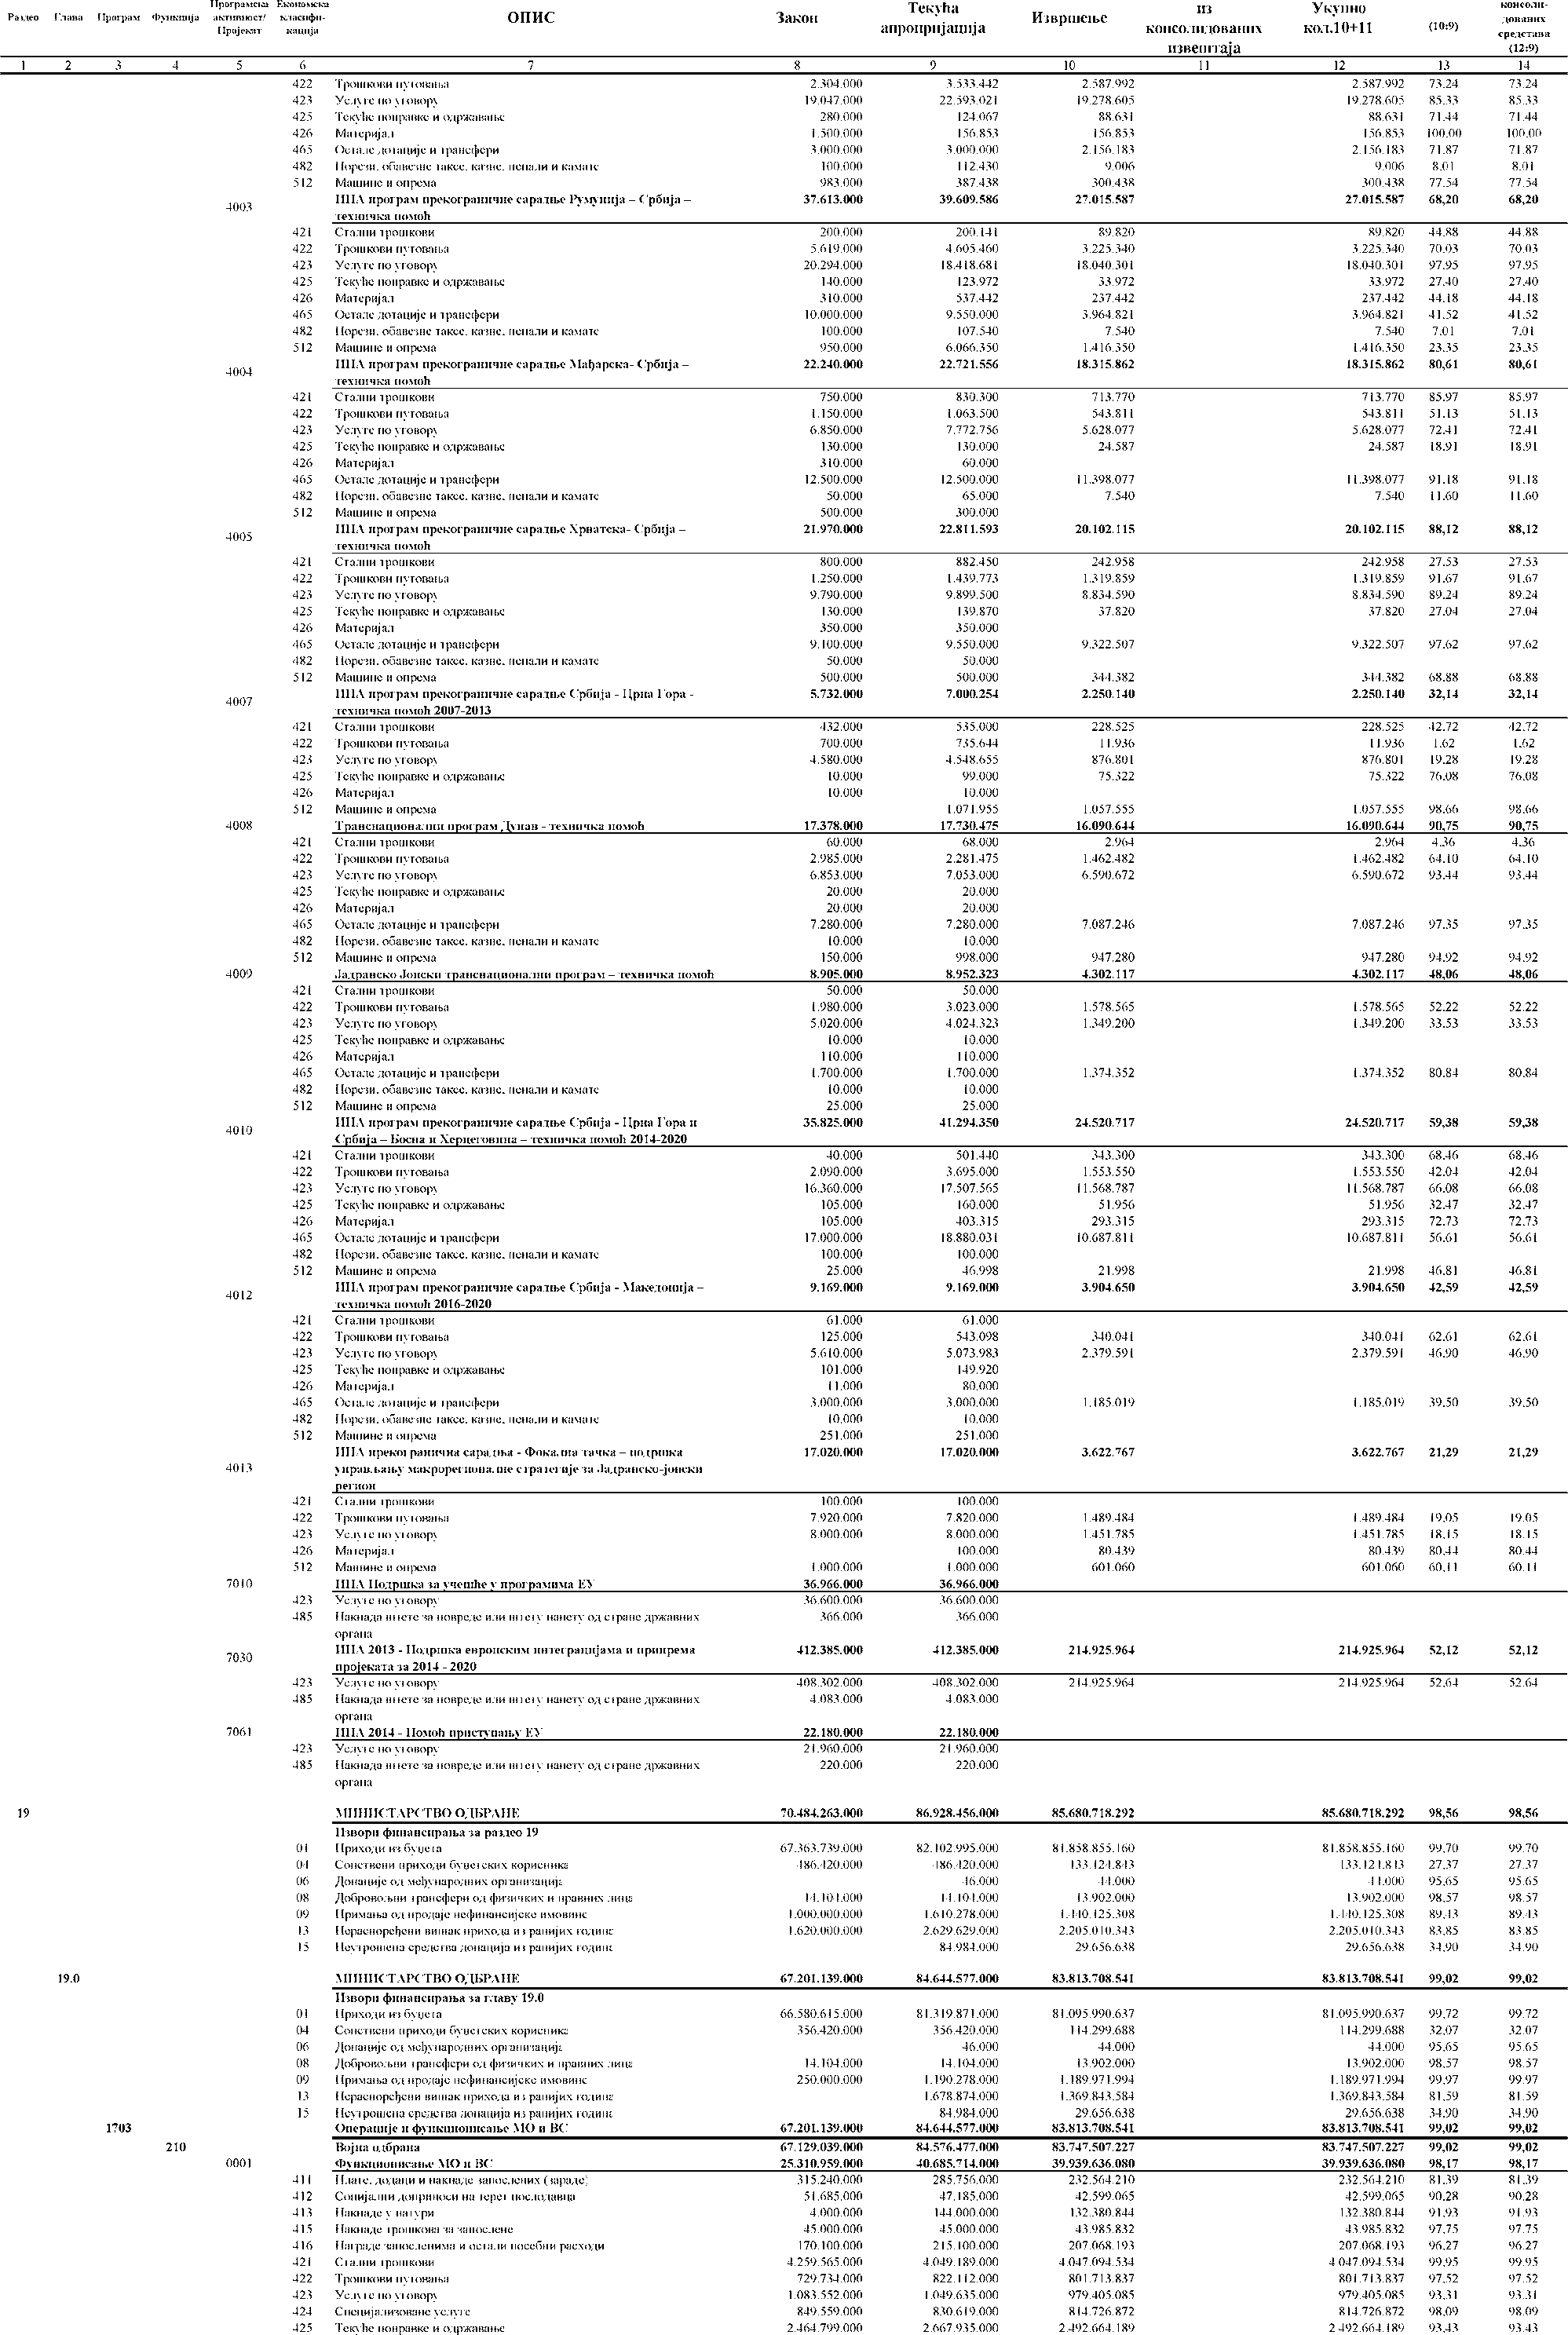 Раздео Глава Програм Функција Програмска активност/ Пројекат Економска класифи- кација ОПИС Закон Текућа апропријација Извршење из консолидованих извештаја Укупно кол.10+11 (10:9) консоли- дованих средстава (12:9)
1 2 3 4 5 6 7 8 9 10 11 12 13 14
422 Трошкови путовања 2.304.000 3.533.442 2.587.992 2.587.992 73,24 73,24
423 Услуге по уговору 19.047.000 22.593.021 19.278.605 19.278.605 85,33 85,33
425 Текуће поправке и одржавање 280.000 124.067 88.631 88.631 71,44 71,44
426 Материјал 1.500.000 156.853 156.853 156.853 100,00 100,00
465 Остале дотације и трансфери 3.000.000 3.000.000 2.156.183 2.156.183 71,87 71,87
482 Порези, обавезне таксе, казне, пенали и камате 100.000 112.430 9.006 9.006 8,01 8,01
512 Машине и опрема 983.000 387.438 300.438 300.438 77,54 77,54
4003 ИПА програм прекограничне сарадње Румунија – Србија – 37.613.000 39.609.586 27.015.587 27.015.587 68,20 68,20
техничка помоћ
421 Стални трошкови 200.000 200.141 89.820 89.820 44,88 44,88
422 Трошкови путовања 5.619.000 4.605.460 3.225.340 3.225.340 70,03 70,03
423 Услуге по уговору 20.294.000 18.418.681 18.040.301 18.040.301 97,95 97,95
425 Текуће поправке и одржавање 140.000 123.972 33.972 33.972 27,40 27,40
426 Материјал 310.000 537.442 237.442 237.442 44,18 44,18
465 Остале дотације и трансфери 10.000.000 9.550.000 3.964.821 3.964.821 41,52 41,52
482 Порези, обавезне таксе, казне, пенали и камате 100.000 107.540 7.540 7.540 7,01 7,01
512 Машине и опрема 950.000 6.066.350 1.416.350 1.416.350 23,35 23,35
4004 ИПА програм прекограничне сарадње Мађарска- Србија – 22.240.000 22.721.556 18.315.862 18.315.862 80,61 80,61
техничка помоћ
421 Стални трошкови 750.000 830.300 713.770 713.770 85,97 85,97
422 Трошкови путовања 1.150.000 1.063.500 543.811 543.811 51,13 51,13
423 Услуге по уговору 6.850.000 7.772.756 5.628.077 5.628.077 72,41 72,41
425 Текуће поправке и одржавање 130.000 130.000 24.587 24.587 18,91 18,91
426 Материјал 310.000 60.000
465 Остале дотације и трансфери 12.500.000 12.500.000 11.398.077 11.398.077 91,18 91,18
482 Порези, обавезне таксе, казне, пенали и камате 50.000 65.000 7.540 7.540 11,60 11,60
512 Машине и опрема 500.000 300.000
4005 ИПА програм прекограничне сарадње Хрватска- Србија – 21.970.000 22.811.593 20.102.115 20.102.115 88,12 88,12
техничка помоћ
421 Стални трошкови 800.000 882.450 242.958 242.958 27,53 27,53
422 Трошкови путовања 1.250.000 1.439.773 1.319.859 1.319.859 91,67 91,67
423 Услуге по уговору 9.790.000 9.899.500 8.834.590 8.834.590 89,24 89,24
425 Текуће поправке и одржавање 130.000 139.870 37.820 37.820 27,04 27,04
426 Материјал 350.000 350.000
465 Остале дотације и трансфери 9.100.000 9.550.000 9.322.507 9.322.507 97,62 97,62
482 Порези, обавезне таксе, казне, пенали и камате 50.000 50.000
512 Машине и опрема 500.000 500.000 344.382 344.382 68,88 68,88
4007 ИПА програм прекограничне сарадње Србија - Црна Гора - 5.732.000 7.000.254 2.250.140 2.250.140 32,14 32,14
техничка помоћ 2007-2013
421 Стални трошкови 432.000 535.000 228.525 228.525 42,72 42,72
422 Трошкови путовања 700.000 735.644 11.936 11.936 1,62 1,62
423 Услуге по уговору 4.580.000 4.548.655 876.801 876.801 19,28 19,28
425 Текуће поправке и одржавање 10.000 99.000 75.322 75.322 76,08 76,08
426 Материјал 10.000 10.000
512 Машине и опрема 1.071.955 1.057.555 1.057.555 98,66 98,66
4008 Транснационални програм Дунав - техничка помоћ 17.378.000 17.730.475 16.090.644 16.090.644 90,75 90,75
421 Стални трошкови 60.000 68.000 2.964 2.964 4,36 4,36
422 Трошкови путовања 2.985.000 2.281.475 1.462.482 1.462.482 64,10 64,10
423 Услуге по уговору 6.853.000 7.053.000 6.590.672 6.590.672 93,44 93,44
425 Текуће поправке и одржавање 20.000 20.000
426 Материјал 20.000 20.000
465 Остале дотације и трансфери 7.280.000 7.280.000 7.087.246 7.087.246 97,35 97,35
482 Порези, обавезне таксе, казне, пенали и камате 10.000 10.000
512 Машине и опрема 150.000 998.000 947.280 947.280 94,92 94,92
4009 Јадранско Јонски транснационални програм – техничка помоћ 8.905.000 8.952.323 4.302.117 4.302.117 48,06 48,06
421 Стални трошкови 50.000 50.000
422 Трошкови путовања 1.980.000 3.023.000 1.578.565 1.578.565 52,22 52,22
423 Услуге по уговору 5.020.000 4.024.323 1.349.200 1.349.200 33,53 33,53
425 Текуће поправке и одржавање 10.000 10.000
426 Материјал 110.000 110.000
465 Остале дотације и трансфери 1.700.000 1.700.000 1.374.352 1.374.352 80,84 80,84
482 Порези, обавезне таксе, казне, пенали и камате 10.000 10.000
512 Машине и опрема 25.000 25.000
4010 ИПА програм прекограничне сарадње Србија - Црна Гора и 35.825.000 41.294.350 24.520.717 24.520.717 59,38 59,38
Србија – Босна и Херцеговина – техничка помоћ 2014-2020
421 Стални трошкови 40.000 501.440 343.300 343.300 68,46 68,46
422 Трошкови путовања 2.090.000 3.695.000 1.553.550 1.553.550 42,04 42,04
423 Услуге по уговору 16.360.000 17.507.565 11.568.787 11.568.787 66,08 66,08
425 Текуће поправке и одржавање 105.000 160.000 51.956 51.956 32,47 32,47
426 Материјал 105.000 403.315 293.315 293.315 72,73 72,73
465 Остале дотације и трансфери 17.000.000 18.880.031 10.687.811 10.687.811 56,61 56,61
482 Порези, обавезне таксе, казне, пенали и камате 100.000 100.000
512 Машине и опрема 25.000 46.998 21.998 21.998 46,81 46,81
4012 ИПА програм прекограничне сарадње Србија - Македонија – 9.169.000 9.169.000 3.904.650 3.904.650 42,59 42,59
техничка помоћ 2016-2020
421 Стални трошкови 61.000 61.000
422 Трошкови путовања 125.000 543.098 340.041 340.041 62,61 62,61
423 Услуге по уговору 5.610.000 5.073.983 2.379.591 2.379.591 46,90 46,90
425 Текуће поправке и одржавање 101.000 149.920
426 Материјал 11.000 80.000
465 Остале дотације и трансфери 3.000.000 3.000.000 1.185.019 1.185.019 39,50 39,50
482 Порези, обавезне таксе, казне, пенали и камате 10.000 10.000
512 Машине и опрема 251.000 251.000
4013 ИПА прекогранична сарадња - Фокална тачка – подршка 17.020.000 17.020.000 3.622.767 3.622.767 21,29 21,29
управљању макрорегионалне стратегије за Јадранско-јонски
регион
421 Стални трошкови 100.000 100.000
422 Трошкови путовања 7.920.000 7.820.000 1.489.484 1.489.484 19,05 19,05
423 Услуге по уговору 8.000.000 8.000.000 1.451.785 1.451.785 18,15 18,15
426 Материјал 100.000 80.439 80.439 80,44 80,44
512 Машине и опрема 1.000.000 1.000.000 601.060 601.060 60,11 60,11
7010 ИПА Подршка за учешће у програмима ЕУ 36.966.000 36.966.000
423 Услуге по уговору 36.600.000 36.600.000
485 Накнада штете за повреде или штету нанету од стране државних 366.000 366.000
органа
7030 ИПА 2013 - Подршка европским интеграцијама и припрема 412.385.000 412.385.000 214.925.964 214.925.964 52,12 52,12
пројеката за 2014 - 2020
423 Услуге по уговору 408.302.000 408.302.000 214.925.964 214.925.964 52,64 52,64
485 Накнада штете за повреде или штету нанету од стране државних 4.083.000 4.083.000
органа
7061 ИПА 2014 - Помоћ приступању ЕУ 22.180.000 22.180.000
423 Услуге по уговору 21.960.000 21.960.000
485 Накнада штете за повреде или штету нанету од стране државних 220.000 220.000
органа
19 МИНИСТАРСТВО ОДБРАНЕ 70.484.263.000 86.928.456.000 85.680.718.292 85.680.718.292 98,56 98,56
Извори финансирања за раздео 19
01 Приходи из буџета 67.363.739.000 82.102.995.000 81.858.855.160 81.858.855.160 99,70 99,70
04 Сопствени приходи буџетских корисника 486.420.000 486.420.000 133.124.843 133.124.843 27,37 27,37
06 Донације од међународних организација 46.000 44.000 44.000 95,65 95,65
08 Добровољни трансфери од физичких и правних лица 14.104.000 14.104.000 13.902.000 13.902.000 98,57 98,57
09 Примања од продаје нефинансијске имовине 1.000.000.000 1.610.278.000 1.440.125.308 1.440.125.308 89,43 89,43
13 Нераспоређени вишак прихода из ранијих година 1.620.000.000 2.629.629.000 2.205.010.343 2.205.010.343 83,85 83,85
15 Неутрошена средства донација из ранијих година 84.984.000 29.656.638 29.656.638 34,90 34,90
19.0 МИНИСТАРСТВО ОДБРАНЕ 67.201.139.000 84.644.577.000 83.813.708.541 83.813.708.541 99,02 99,02
Извори финансирања за главу 19.0
01 Приходи из буџета 66.580.615.000 81.319.871.000 81.095.990.637 81.095.990.637 99,72 99,72
04 Сопствени приходи буџетских корисника 356.420.000 356.420.000 114.299.688 114.299.688 32,07 32,07
06 Донације од међународних организација 46.000 44.000 44.000 95,65 95,65
08 Добровољни трансфери од физичких и правних лица 14.104.000 14.104.000 13.902.000 13.902.000 98,57 98,57
09 Примања од продаје нефинансијске имовине 250.000.000 1.190.278.000 1.189.971.994 1.189.971.994 99,97 99,97
13 Нераспоређени вишак прихода из ранијих година 1.678.874.000 1.369.843.584 1.369.843.584 81,59 81,59
15 Неутрошена средства донација из ранијих година 84.984.000 29.656.638 29.656.638 34,90 34,90
1703 Операције и функционисање МО и ВС 67.201.139.000 84.644.577.000 83.813.708.541 83.813.708.541 99,02 99,02
210 Војна одбрана 67.129.039.000 84.576.477.000 83.747.507.227 83.747.507.227 99,02 99,02
0001 Функционисање МО и ВС 25.310.959.000 40.685.714.000 39.939.636.080 39.939.636.080 98,17 98,17
411 Плате, додаци и накнаде запослених (зараде) 315.240.000 285.756.000 232.564.210 232.564.210 81,39 81,39
412 Социјални доприноси на терет послодавца 51.685.000 47.185.000 42.599.065 42.599.065 90,28 90,28
413 Накнаде у натури 4.000.000 144.000.000 132.380.844 132.380.844 91,93 91,93
415 Накнаде трошкова за запослене 45.000.000 45.000.000 43.985.832 43.985.832 97,75 97,75
416 Награде запосленима и остали посебни расходи 170.100.000 215.100.000 207.068.193 207.068.193 96,27 96,27
421 Стални трошкови 4.259.565.000 4.049.189.000 4.047.094.534 4.047.094.534 99,95 99,95
422 Трошкови путовања 729.734.000 822.112.000 801.713.837 801.713.837 97,52 97,52
423 Услуге по уговору 1.083.552.000 1.049.635.000 979.405.085 979.405.085 93,31 93,31
424 Специјализоване услуге 849.559.000 830.619.000 814.726.872 814.726.872 98,09 98,09
425 Текуће поправке и одржавање 2.464.799.000 2.667.935.000 2.492.664.189 2.492.664.189 93,43 93,43